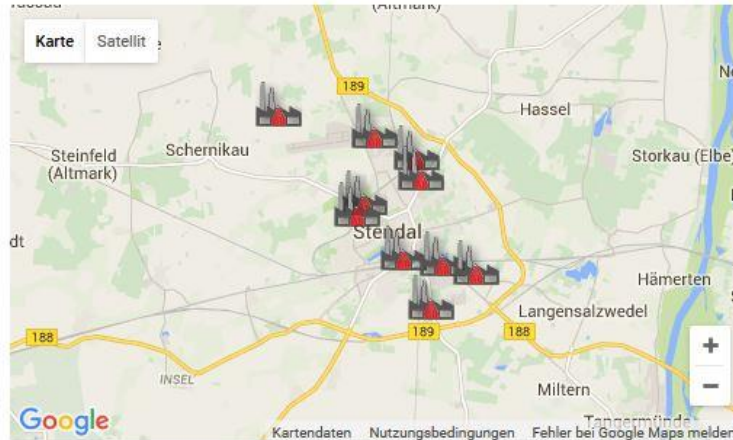 (Altmark)
Karte Satellit
189
Hassel
Schernikau
Steinfeld
(Altmark)
Storkau (Elbe)
Stendal
Hämerten
Langensalzwedel
188
189
188
INSEL
Miltern
Tangermünde
Google
Kartendaten Nutzungsbedingungen Fehler bei Google Maps melden